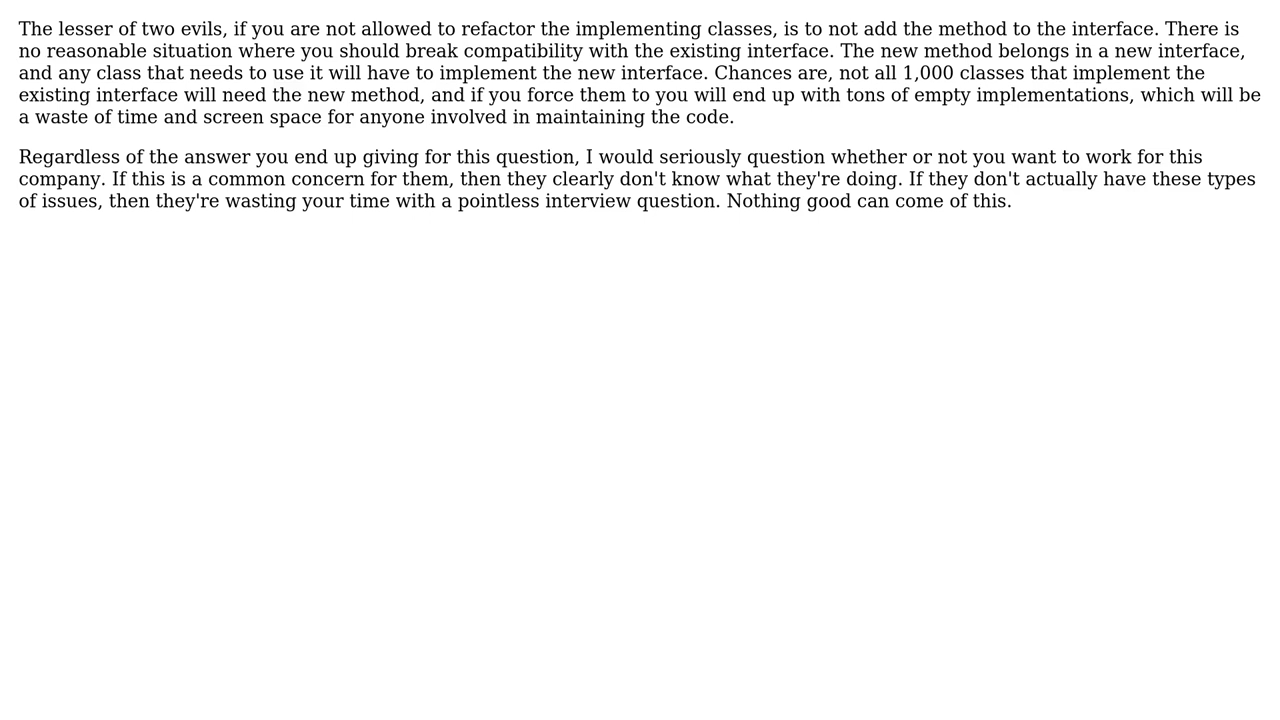 The lesser of two evils, if you are not allowed to refactor the implementing classes, is to not add the method to the interface. There is
no reasonable situation where you should break compatibility with the existing interface. The new method belongs in a new interface,
and any class that needs to use it will have to implement the new interface. Chances are, not all 1,000 classes that implement the
existing interface will need the new method, and if you force them to you will end up with tons of empty implementations, which will be
a waste of time and screen space for anyone involved in maintaining the code.
Regardless of the answer you end up giving for this question, I would seriously question whether or not you want to work for this
company. If this is a common concern for them, then they clearly don't know what they're doing. If they don't actually have these types
of issues, then they're wasting your time with a pointless interview question. Nothing good can come of this.